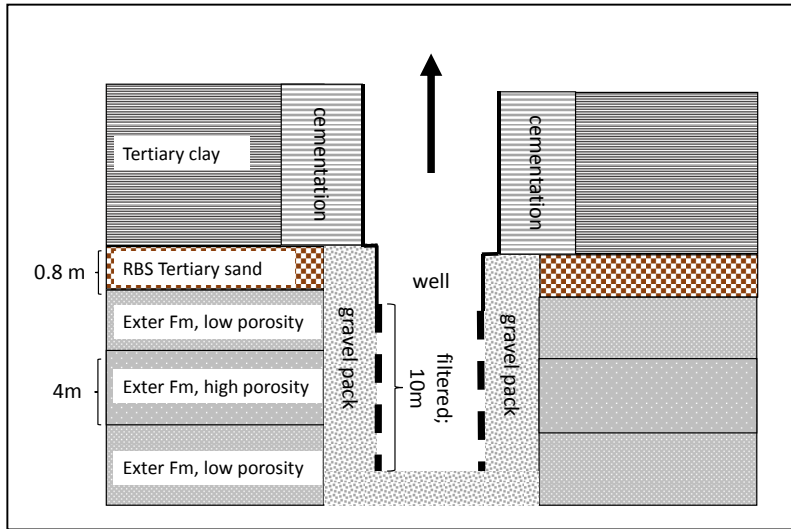 cementation
cementation
Tertiary clay
0.8 m
RBS Tertiary sand
well
Exter Fm, low porosity
gravel pack
filtered;
10m
gravel pack
4m
Exter Fm, high porosity
Exter Fm, low porosity